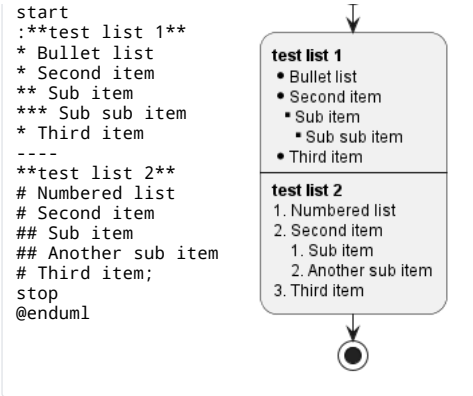 start
:**test list 1**
* Bullet list
* Second item
** Sub item
*** Sub sub item
* Third item
----
**test list 2**
# Numbered list
# Second item
## Sub item
## Another sub item
# Third item;
stop
@enduml
test list 1
• Bullet list
• Second item
▪ Sub item
▪ Sub sub item
• Third item
test list 2
1. Numbered list
2. Second item
1. Sub item
2. Another sub item
3. Third item